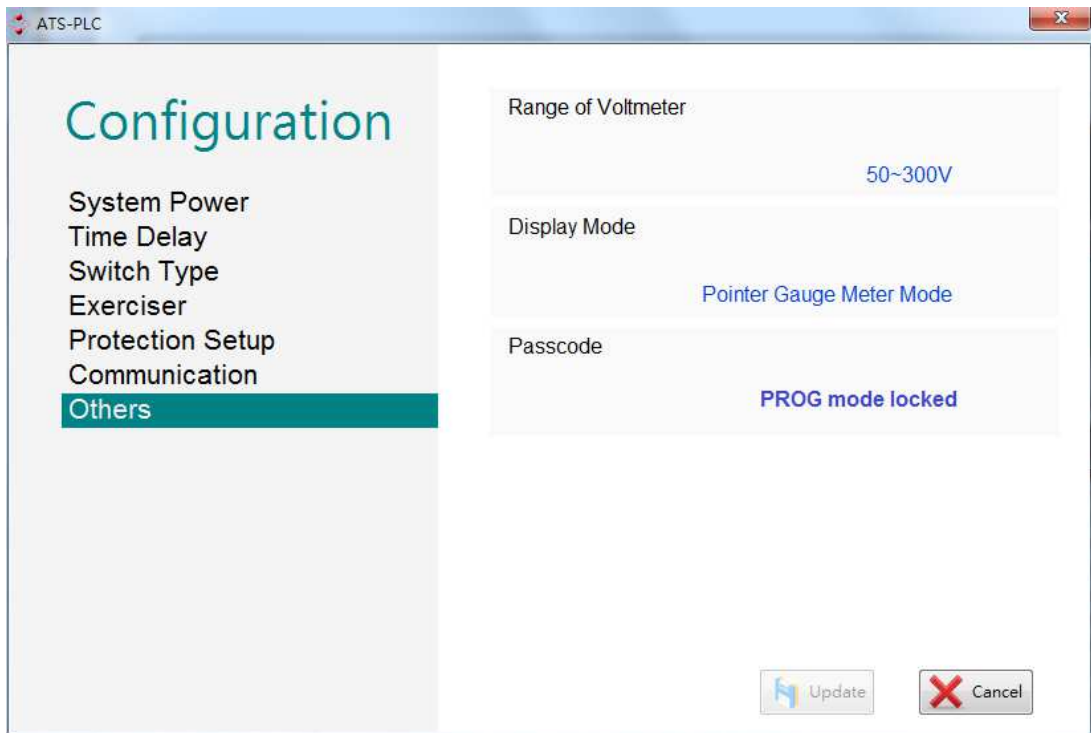 ATS-PLC
Configuration
System Power
Time Delay
Switch Type
Exerciser
Protection Setup
Communication
Others
Range of Voltmeter
50~300V
Display Mode
Pointer Gauge Meter Mode
Passcode
PROG mode locked
Update
Cancel